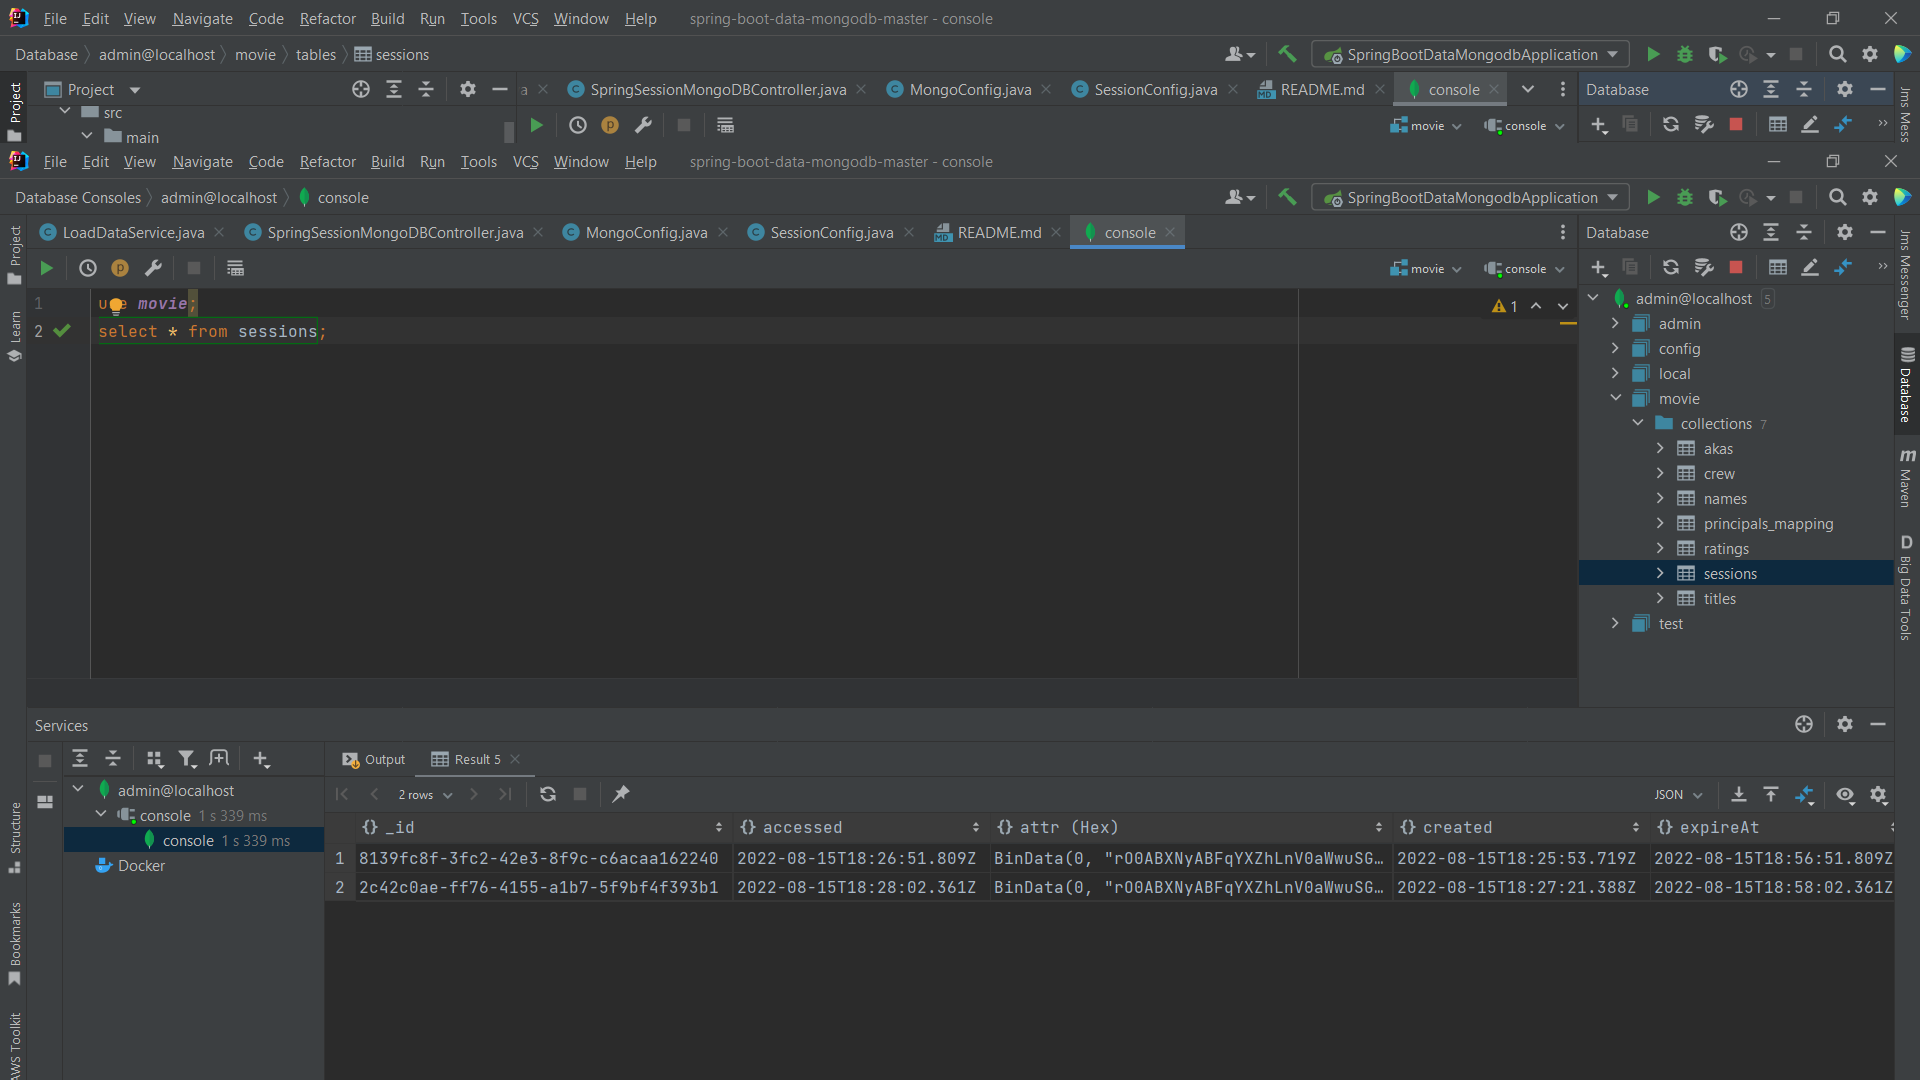 File Edit View Navigate Code Refactor Build Run Tools VCS Window Help spring-boot-data-mongodb-master - console
Database admin@localhost movie tables sessions SpringBootDataMongodbApplication
Project a SpringSessionMongoDBController.java MongoConfig.java SessionConfig.java README.md console Database
src
movie console
main
Project
Jms Mess
File Edit View Navigate Code Refactor Build Run Tools VCS Window Help spring-boot-data-mongodb-master - console
Database Consoles admin@localhost console SpringBootDataMongodbApplication
LoadDataService.java SpringSessionMongoDBController.java MongoConfig.java SessionConfig.java README.md console Database
movie console
1 movie;
2 select * from sessions;
1
admin@localhost 5
admin
config
local
movie
collections 7
akas
crew
names
principals_mapping
ratings
sessions
titles
test
Project
Learn
Structure
Bookmarks
AWS Toolkit
Jms Messenger
Database
Maven
Big Data Tools
Services
Output Result 5
admin@localhost
console 1 s 339 ms
console 1 s 339 ms
Docker
2 rows JSON
_id accessed attr (Hex) created expireAt
1 8139fc8f-3fc2-42e3-8f9c-c6acaa162240 2022-08-15T18:26:51.809Z BinData(0, "rO0ABXNyABFqYXZhLnV0aWwuSG… 2022-08-15T18:25:53.719Z 2022-08-15T18:56:51.809Z
2 2c42c0ae-ff76-4155-a1b7-5f9bf4f393b1 2022-08-15T18:28:02.361Z BinData(0, "rO0ABXNyABFqYXZhLnV0aWwuSG… 2022-08-15T18:27:21.388Z 2022-08-15T18:58:02.361Z